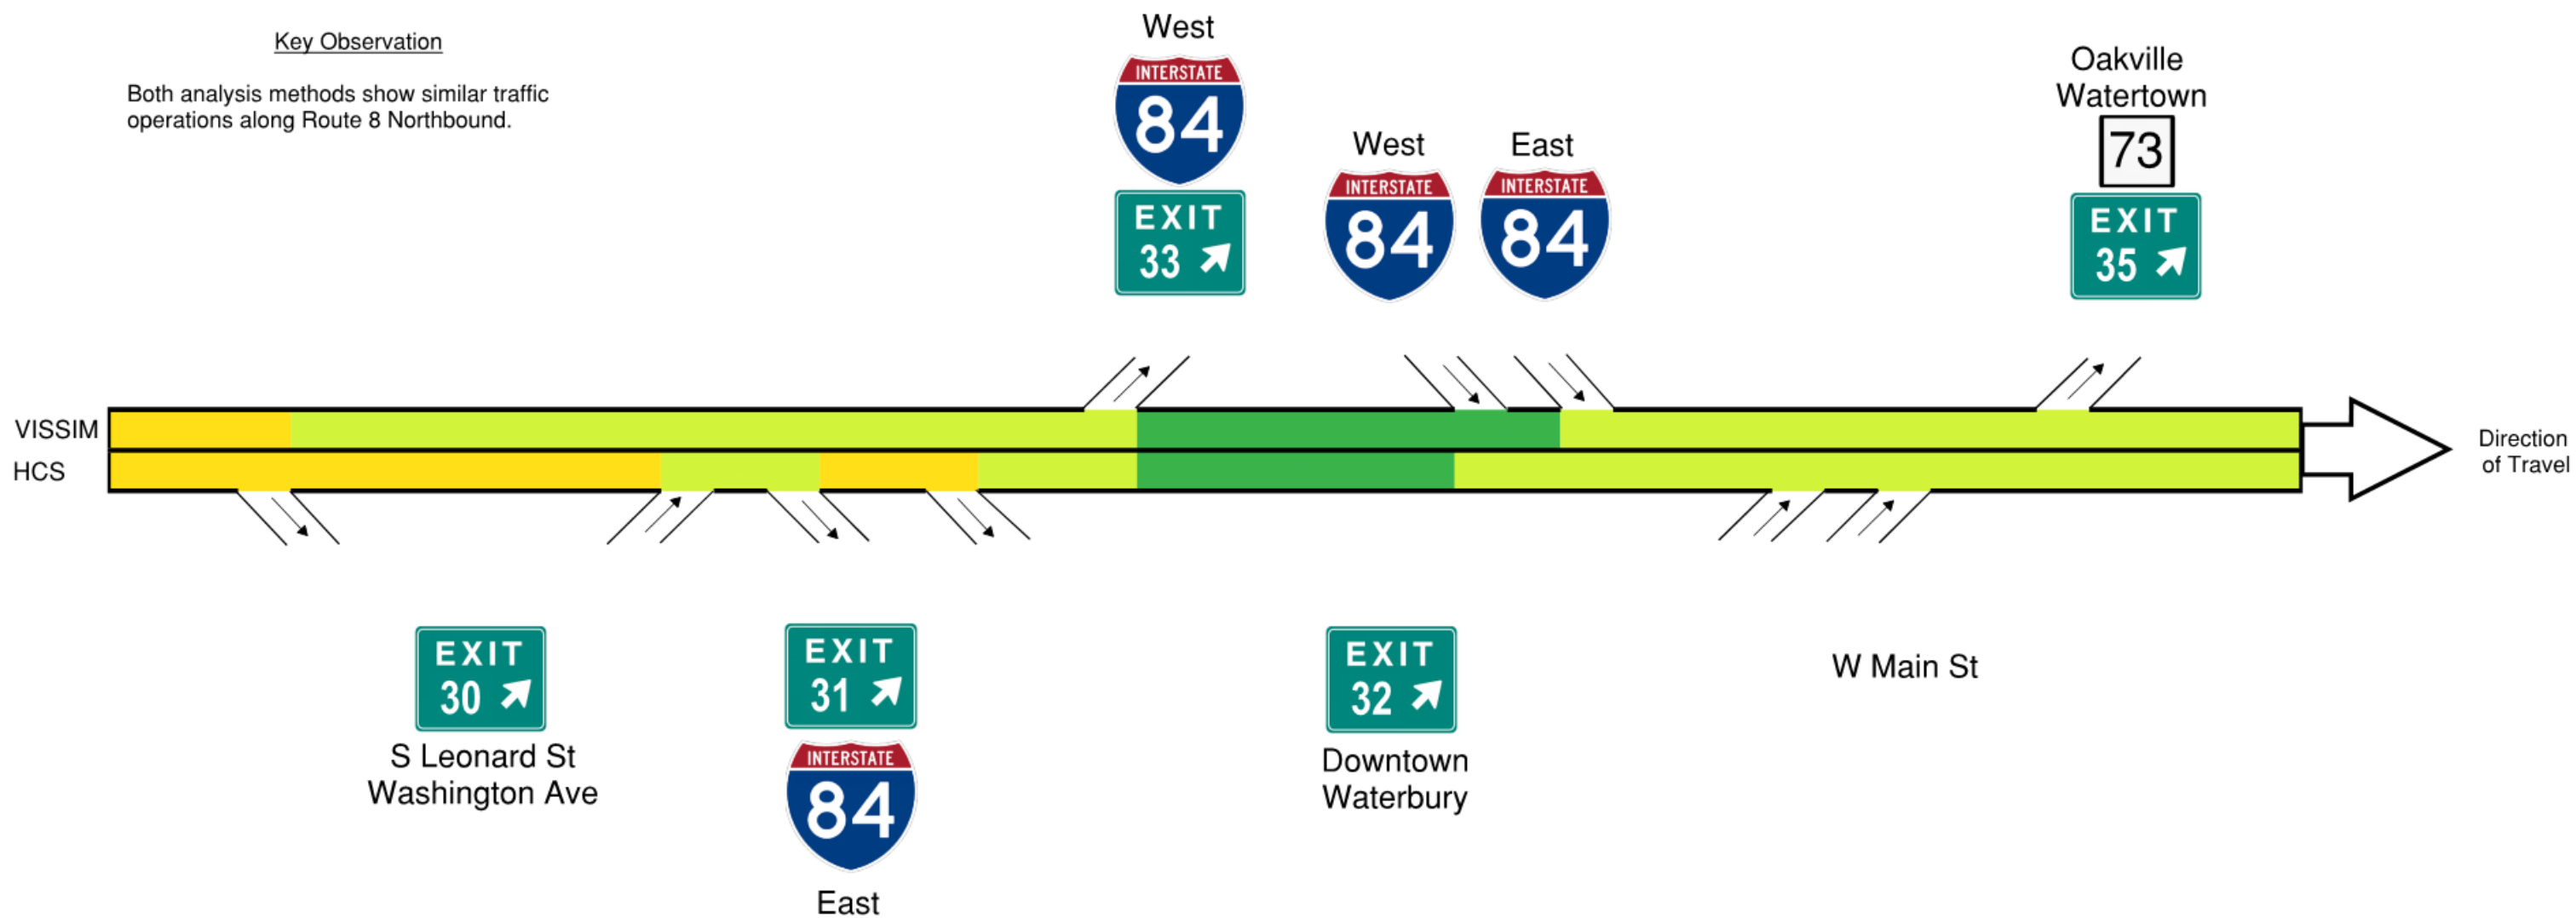 Key Observation
Both analysis methods show similar traffic
operations along Route 8 Northbound.
West
INTERSTATE
84
EXIT
33
West
INTERSTATE
84
East
INTERSTATE
84
Oakville
Watertown
73
EXIT
35
VISSIM
HCS
Direction
of Travel
EXIT
30
S Leonard St
Washington Ave
EXIT
31
INTERSTATE
84
East
EXIT
32
Downtown
Waterbury
W Main St